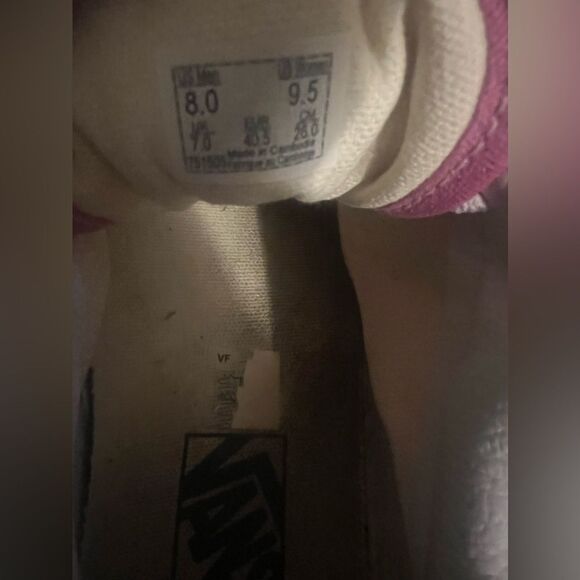 US Men
US Women
8.0
9.5
UK
EUR
CM
7.0
40.5
26.0
Made in Cambodia
VF
VANS